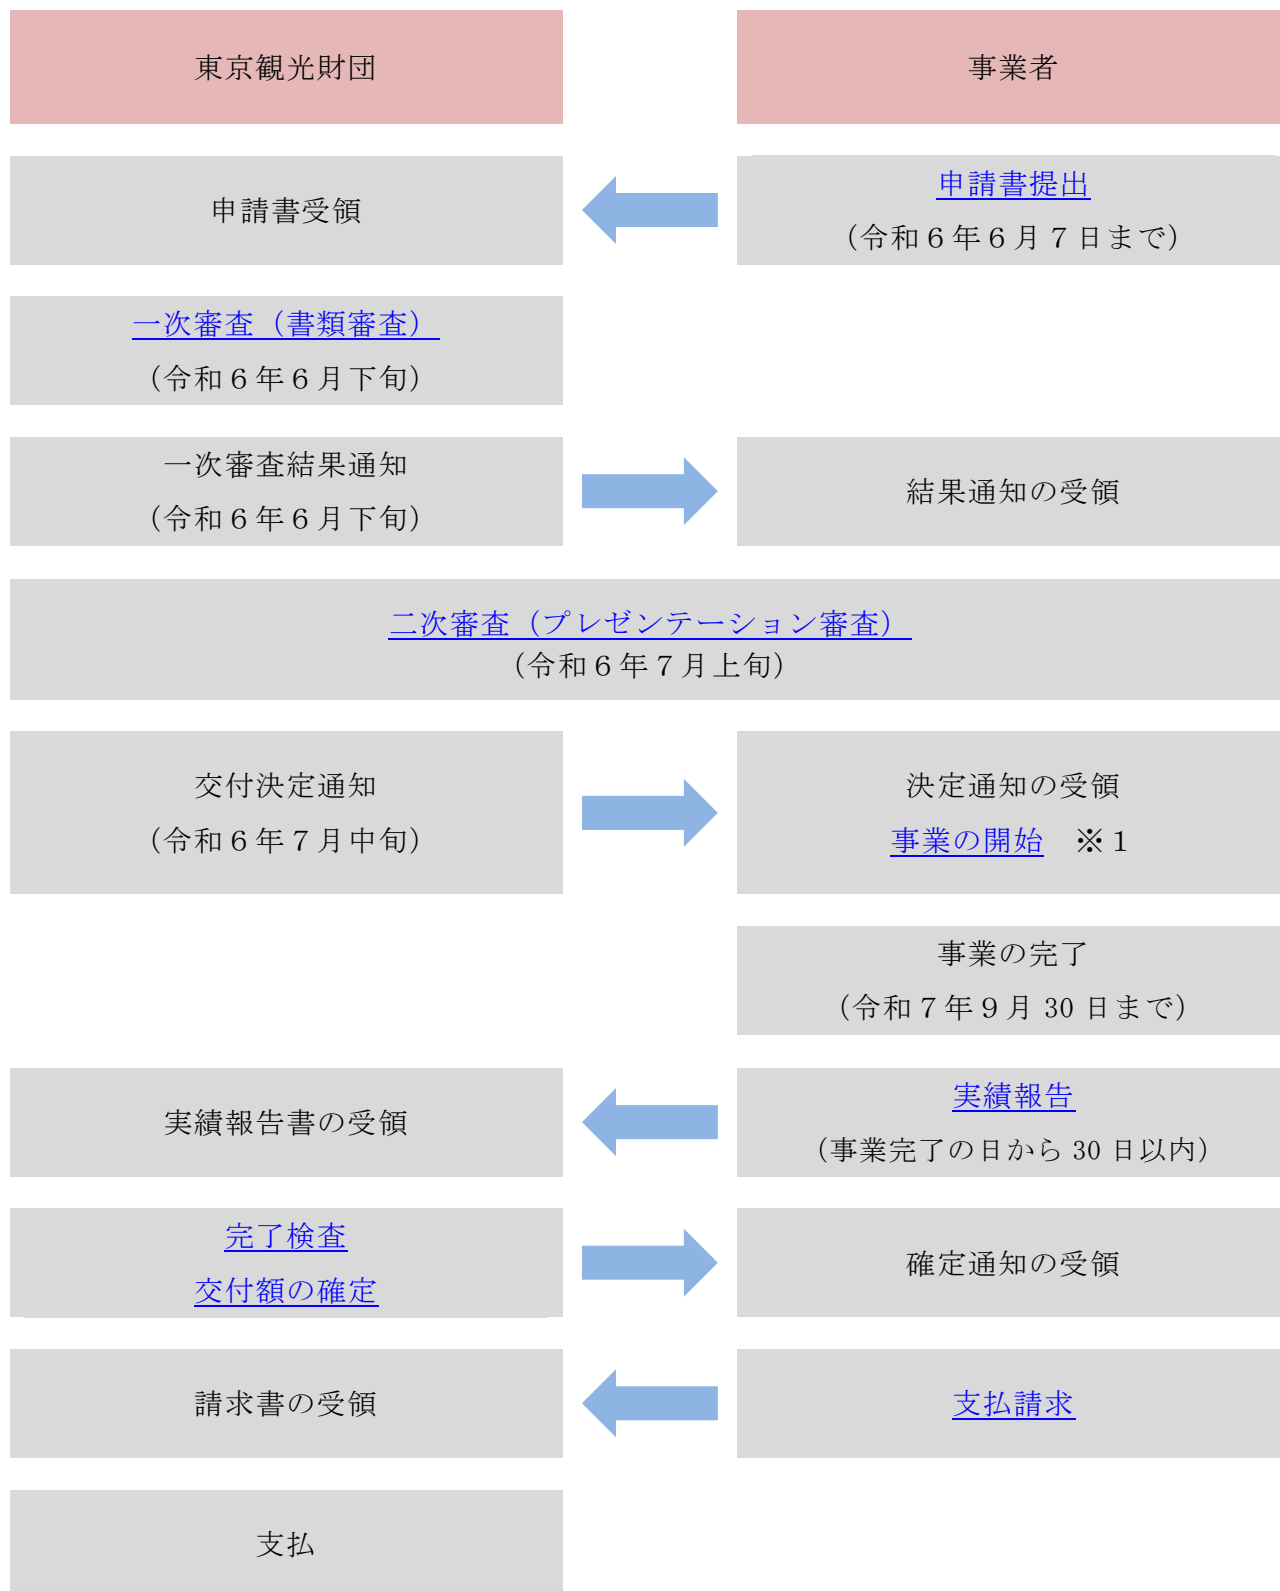 東京観光財団
事業者
申請書受領
申請書提出
（令和６年６月７日まで）
一次審査（書類審査）
（令和６年６月下旬）
一次審査結果通知
（令和６年６月下旬）
結果通知の受領
二次審査（プレゼンテーション審査）
（令和６年７月上旬）
交付決定通知
（令和６年７月中旬）
決定通知の受領
事業の開始　※１
事業の完了
（令和７年９月 30 日まで）
実績報告書の受領
実績報告
（事業完了の日から 30 日以内）
完了検査
交付額の確定
確定通知の受領
請求書の受領
支払請求
支払